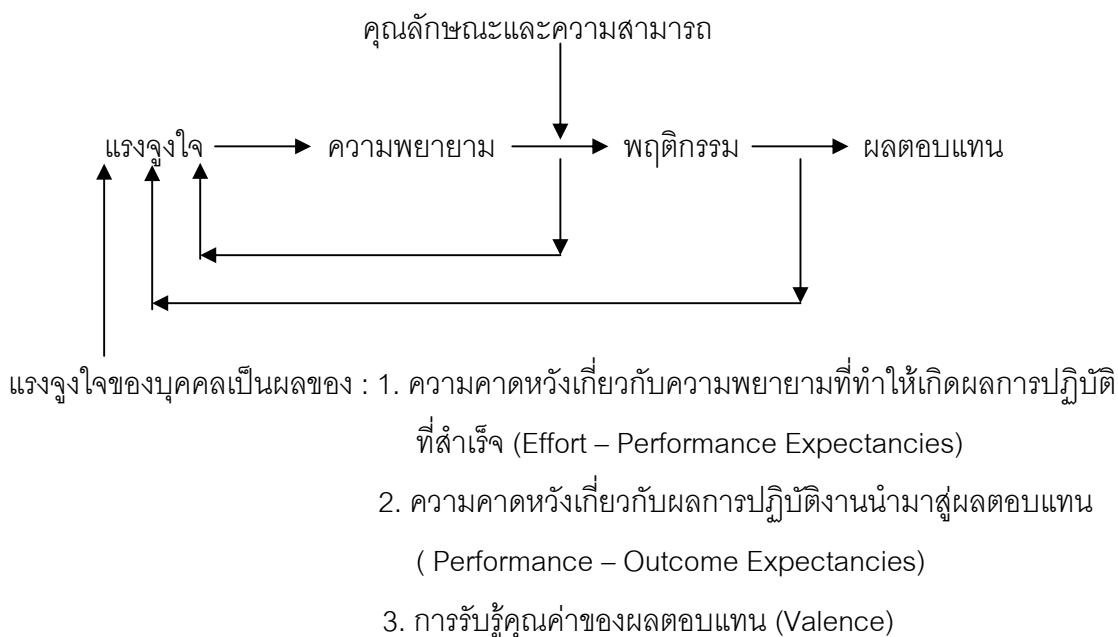 คุณลักษณะและความสามารถ
แรงจูงใจ ความพยายาม พฤติกรรม ผลตอบแทน
แรงจูงใจของบุคคลเป็นผลของ : 1. ความคาดหวังเกี่ยวกับความพยายามที่ทำให้เกิดผลการปฏิบัติ
ที่สำเร็จ (Effort – Performance Expectancies)
2. ความคาดหวังเกี่ยวกับผลการปฏิบัติงานนำมาสู่ผลตอบแทน
( Performance – Outcome Expectancies)
3. การรับรู้คุณค่าของผลตอบแทน (Valence)